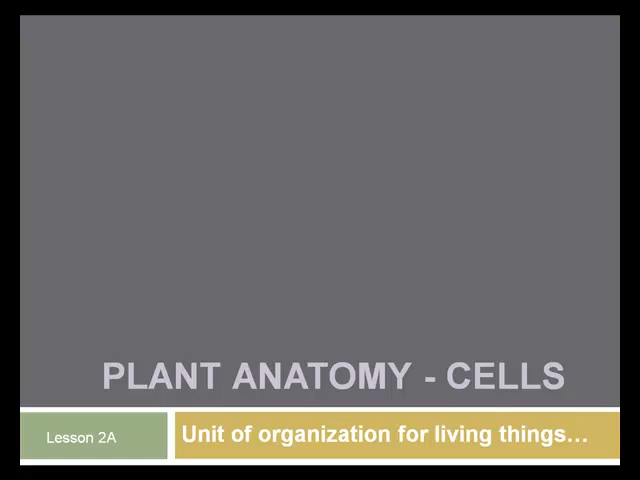 PLANT ANATOMY - CELLS
Lesson 2A
Unit of organization for living things…